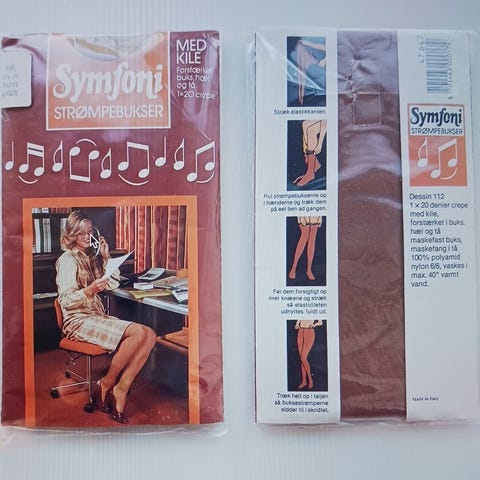 MED
KILE
Forstærket
buks, hæl
og tå.
1×20 crepe
Symfoni
STRØMPEBUKSER
Stræk elastikkanten.
Rul strømpebukserne op
i hænderne og træk dem
på eet ben ad gangen.
Før dem forsigtigt op
over knæerne og stræk
så elasticiteten
udnyttes fuldt ud.
Træk helt op i taljen
så buksestrømperne
sidder til i skridtet.
47647
Symfoni
STRØMPEBUKSER
Dessin 112
1 × 20 denier crepe
med kile,
forstærket i buks,
hæl og tå
maskefast buks,
maskefang i tå
100% polyamid
nylon 6/6, vaskes i
max. 40° varmt
vand.
Made in Italy